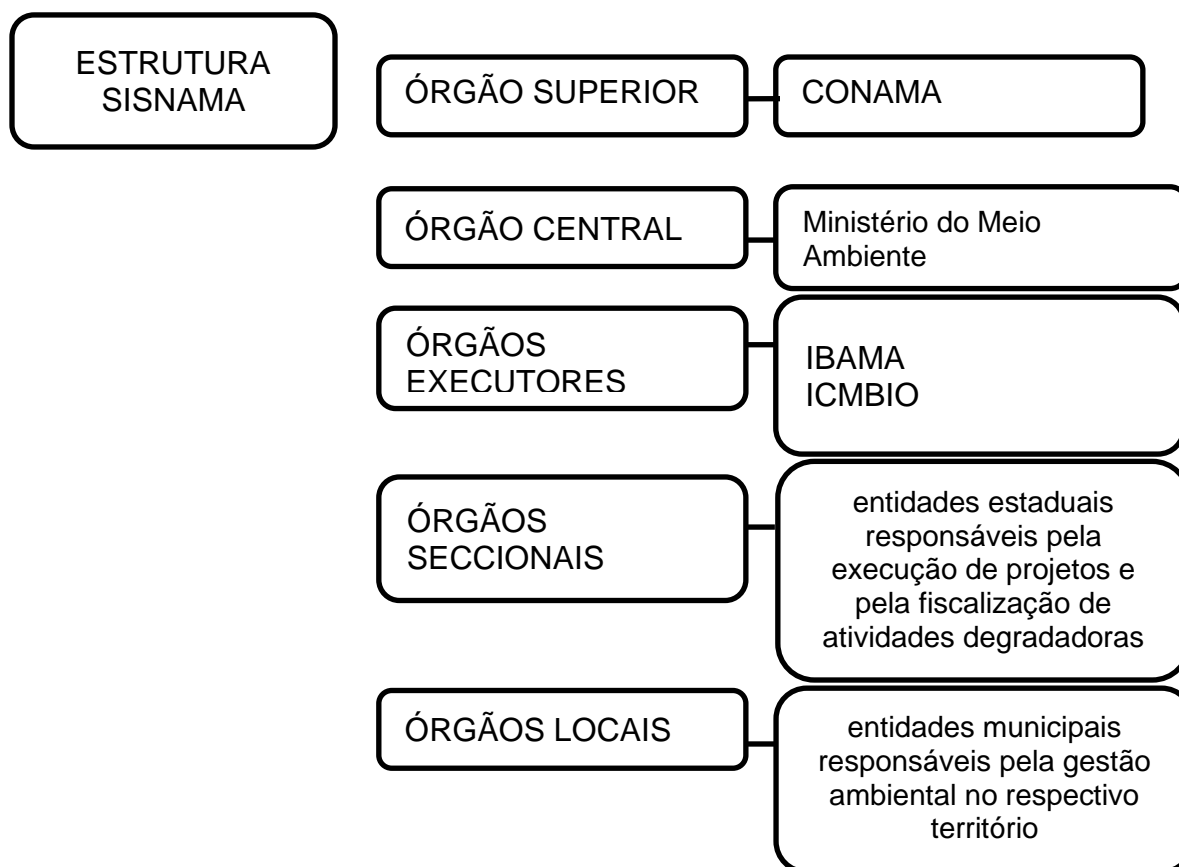 ESTRUTURA
SISNAMA
ÓRGÃO SUPERIOR
CONAMA
ÓRGÃO CENTRAL
Ministério do Meio
Ambiente
ÓRGÃOS
EXECUTORES
IBAMA
ICMBIO
ÓRGÃOS
SECCIONAIS
entidades estaduais
responsáveis pela
execução de projetos e
pela fiscalização de
atividades degradadoras
ÓRGÃOS LOCAIS
entidades municipais
responsáveis pela gestão
ambiental no respectivo
território